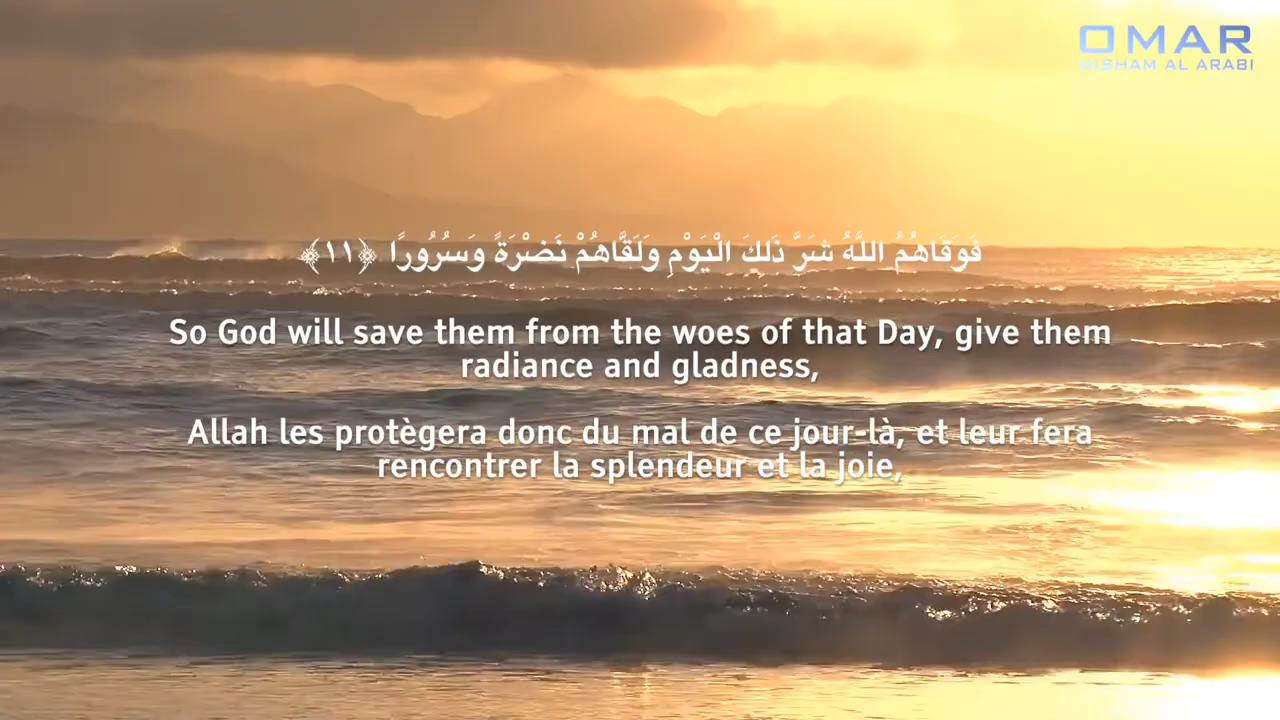 OMAR
HISHAM AL ARABI
فَوَقَاهُمُ اللَّهُ شَرَّ ذَلِكَ الْيَوْمِ وَلَقَّاهُمْ نَضْرَةً وَسُرُورًا ﴿١١﴾
So God will save them from the woes of that Day, give them
radiance and gladness,
Allah les protègera donc du mal de ce jour-là, et leur fera
rencontrer la splendeur et la joie,